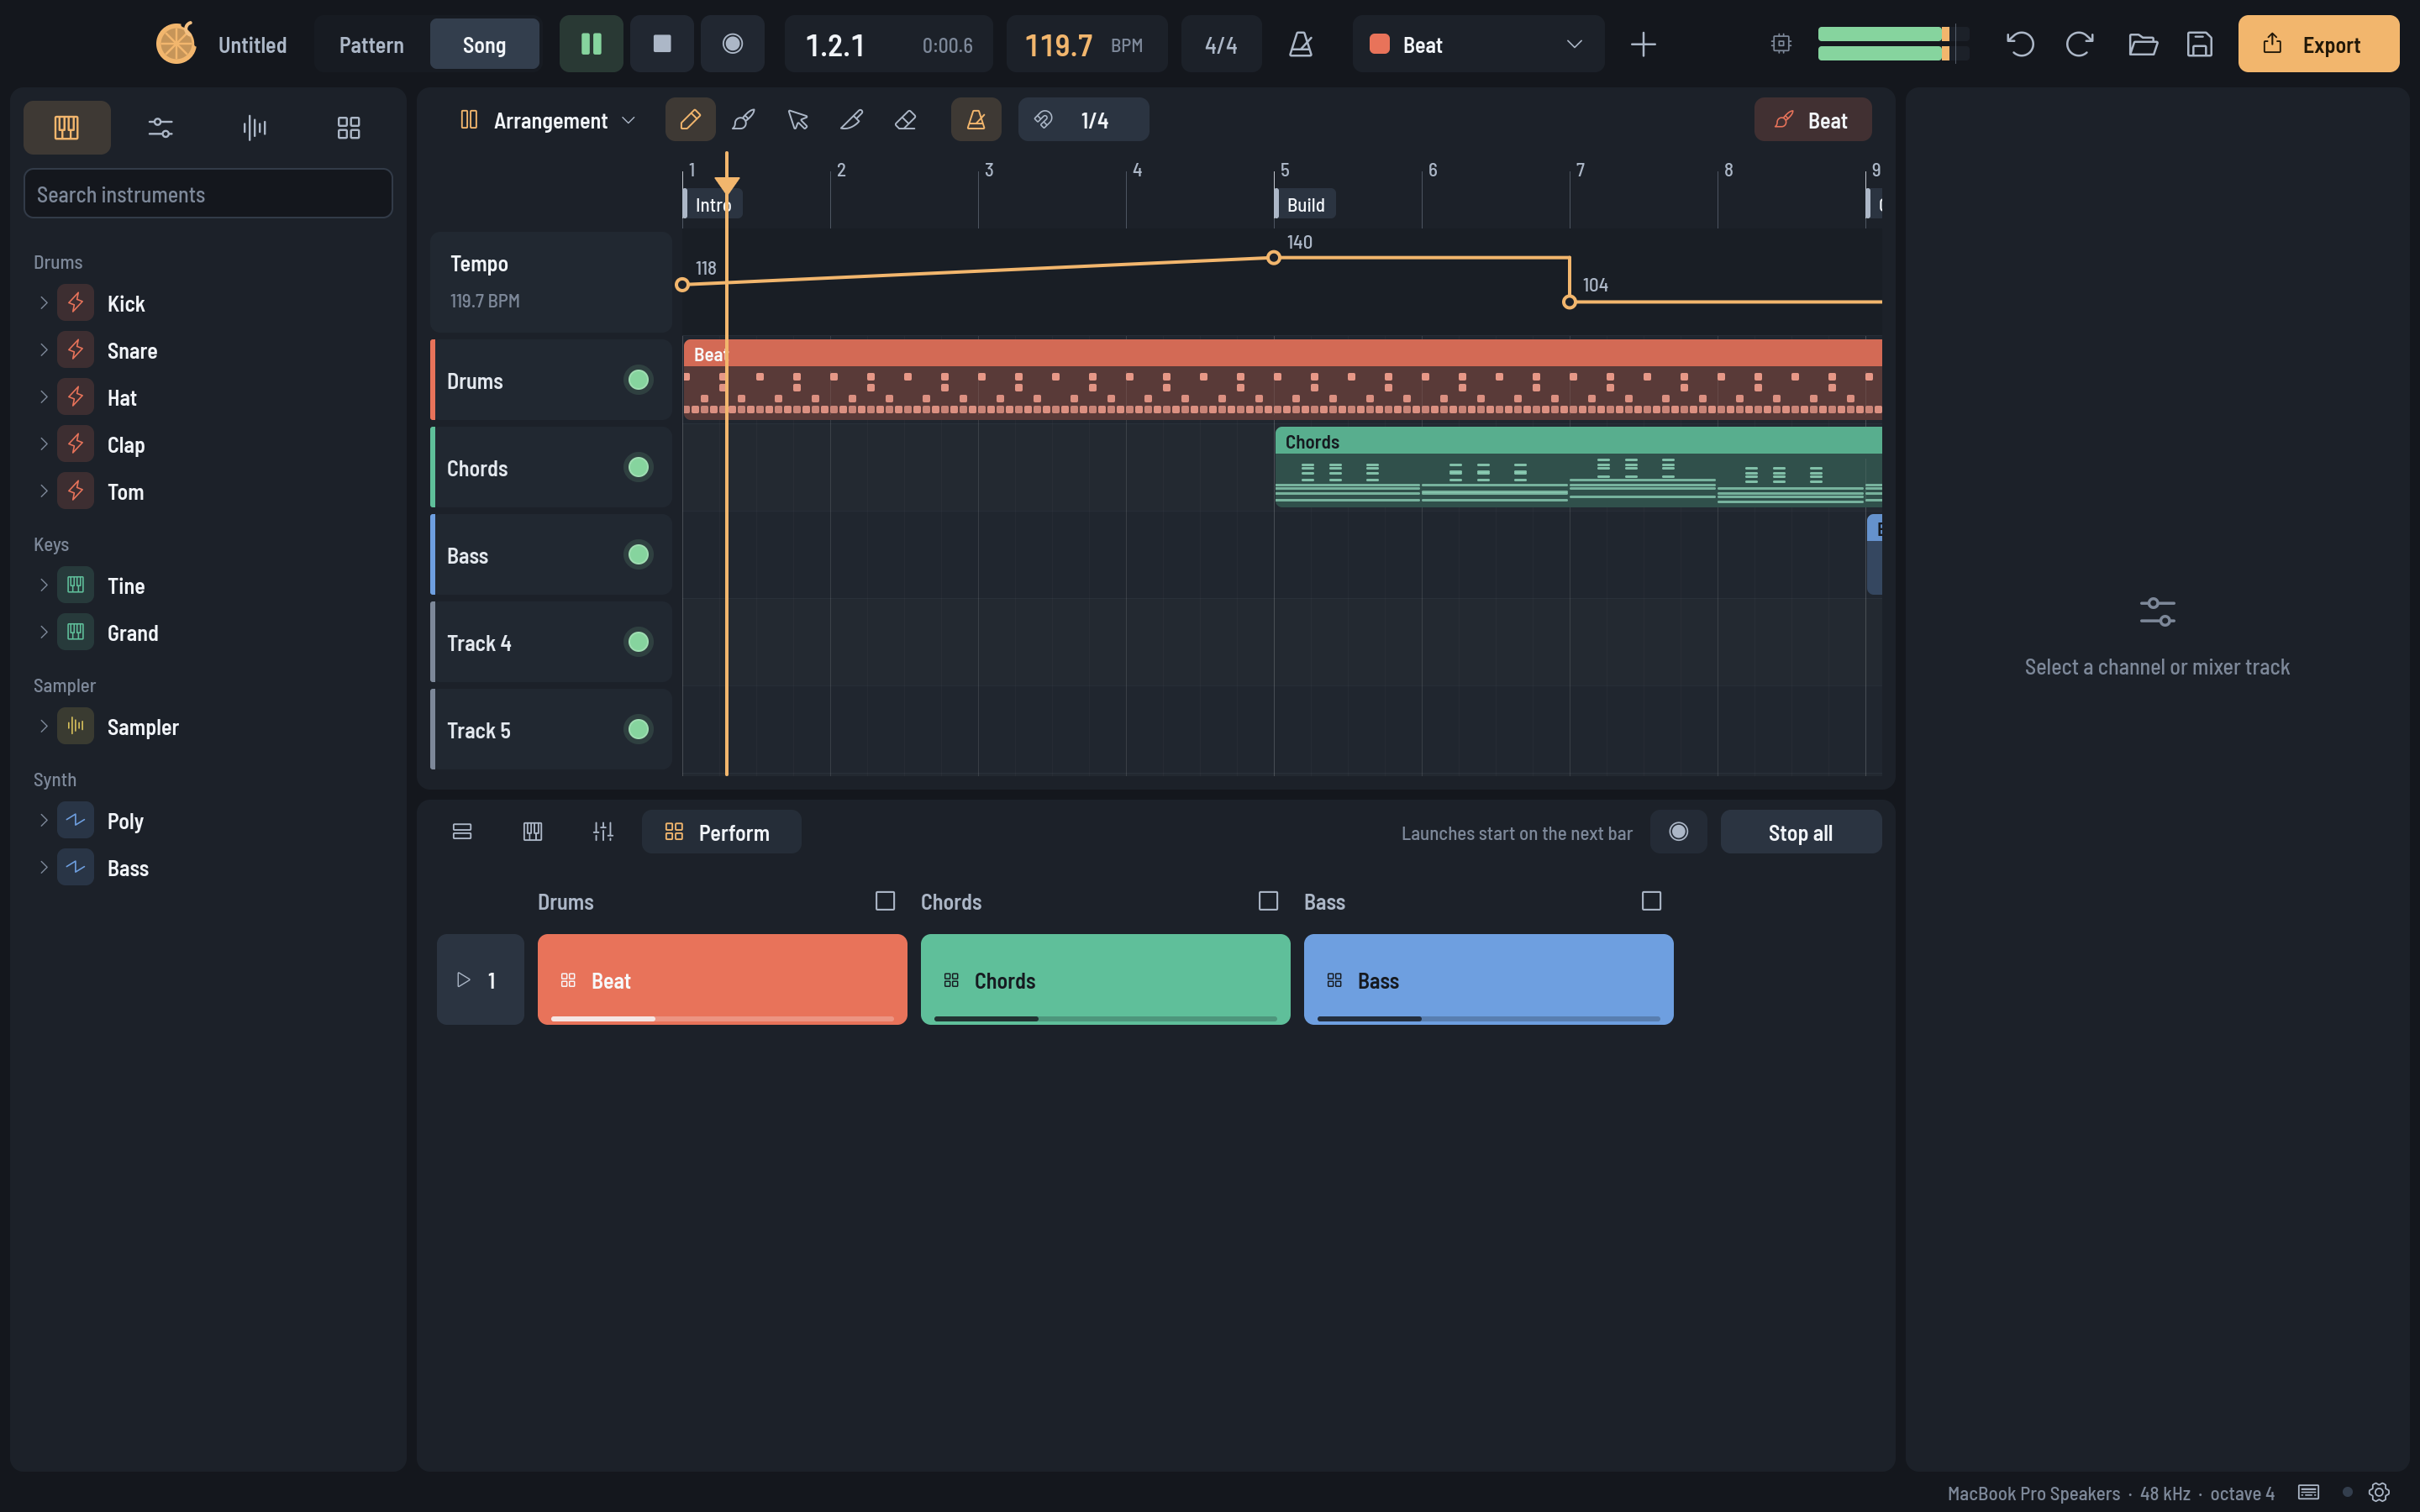 Untitled
Pattern
Song
1.2.1
0:00.6
119.7 BPM
4/4
Beat
Export
Search instruments
Drums
Kick
Snare
Hat
Clap
Tom
Keys
Tine
Grand
Sampler
Sampler
Synth
Poly
Bass
Arrangement
1/4
Beat
1 2 3 4 5 6 7 8 9
Intro
Build
Tempo
119.7 BPM
118
140
104
Drums
Beat
Chords
Chords
Bass
Track 4
Track 5
Select a channel or mixer track
Perform
Launches start on the next bar
Stop all
Drums
Chords
Bass
1
Beat
Chords
Bass
MacBook Pro Speakers · 48 kHz · octave 4